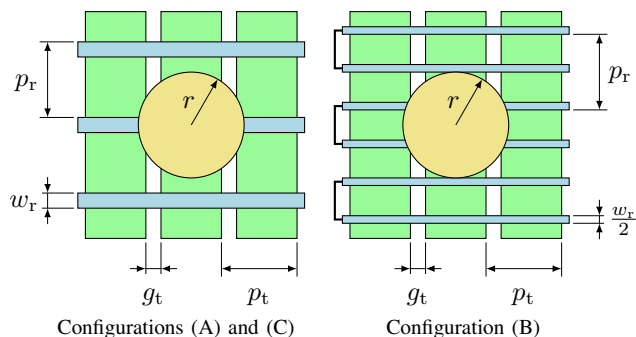 p_r
r
w_r
g_t
p_t
Configurations (A) and (C)
r
p_r
w_r/2
g_t
p_t
Configuration (B)